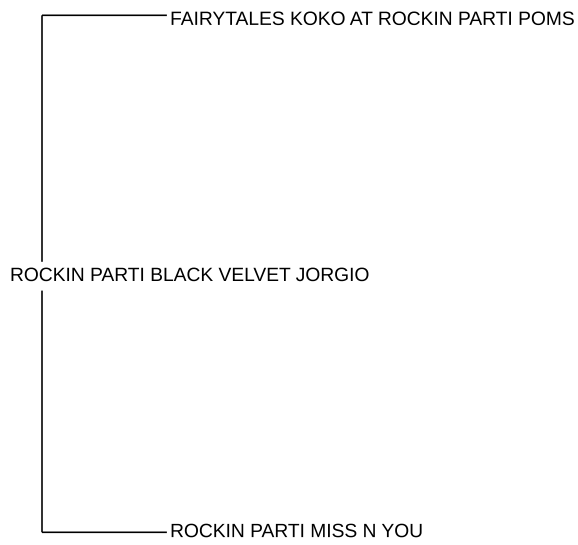 FAIRYTALES KOKO AT ROCKIN PARTI POMS
ROCKIN PARTI BLACK VELVET JORGIO
ROCKIN PARTI MISS N YOU